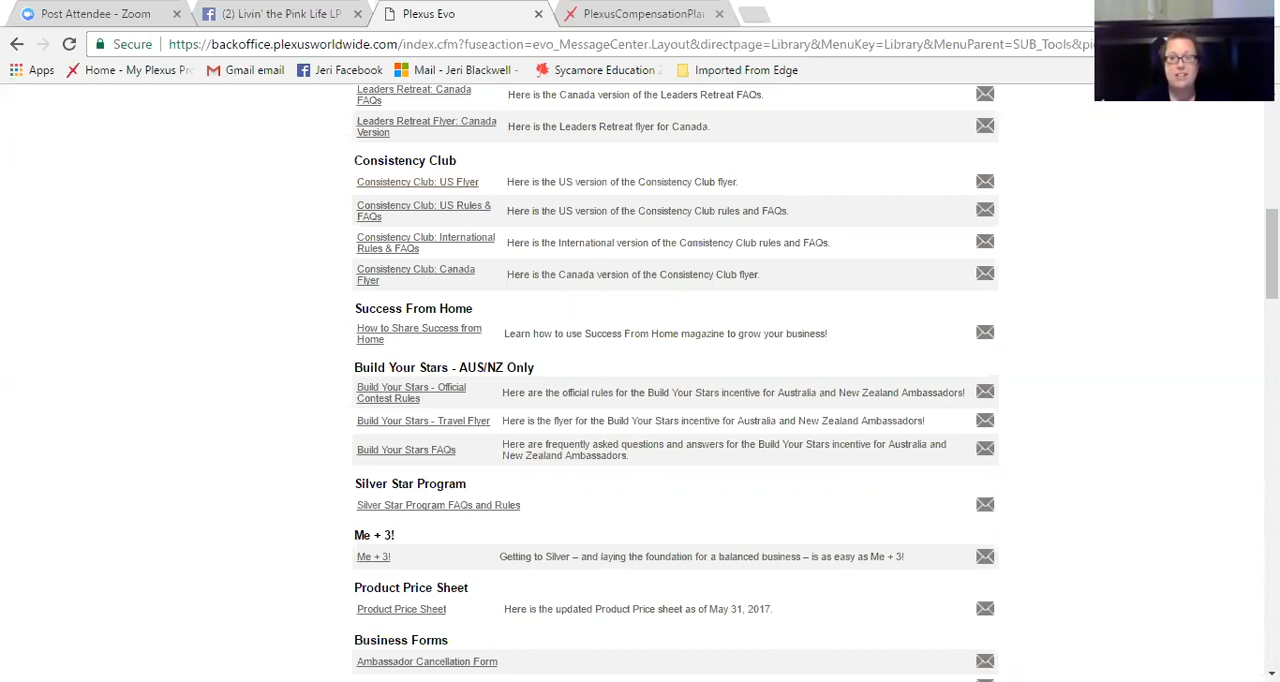 Post Attendee - Zoom
(2) Livin' the Pink Life LP
Plexus Evo
PlexusCompensationPla
Secure
https://backoffice.plexusworldwide.com/index.cfm?fuseaction=evo_MessageCenter.Layout&directpage=Library&MenuKey=Library&MenuParent=SUB_Tools&pi
Apps
Home - My Plexus Pr
Gmail email
Jeri Facebook
Mail - Jeri Hackwell -
Sycamore Education
Imported From Edge
Leaders Retreat: Canada
FAQs
Here is the Canada version of the Leaders Retreat FAQs.
Leaders Retreat Flyer: Canada
Version
Here is the Leaders Retreat flyer for Canada.
Consistency Club
Consistency Club: US Flyer
Here is the US version of the Consistency Club flyer.
Consistency Club: US Rules &
FAQs
Here is the US version of the Consistency Club rules and FAQs.
Consistency Club: International
Rules & FAQs
Here is the International version of the Consistency Club rules and FAQs.
Consistency Club: Canada
Flyer
Here is the Canada version of the Consistency Club flyer.
Success From Home
How to Share Success from
Home
Learn how to use Success From Home magazine to grow your business!
Build Your Stars - AUS/NZ Only
Build Your Stars - Official
Contest Rules
Here are the official rules for the Build Your Stars incentive for Australia and New Zealand Ambassadors!
Build Your Stars - Travel Flyer
Here is the flyer for the Build Your Stars incentive for Australia and New Zealand Ambassadors!
Build Your Stars FAQs
Here are frequently asked questions and answers for the Build Your Stars incentive for Australia and
New Zealand Ambassadors.
Silver Star Program
Silver Star Program FAQs and Rules
Me + 3!
Me + 3!
Getting to Silver – and laying the foundation for a balanced business – is as easy as Me + 3!
Product Price Sheet
Product Price Sheet
Here is the updated Product Price sheet as of May 31, 2017.
Business Forms
Ambassador Cancellation Form